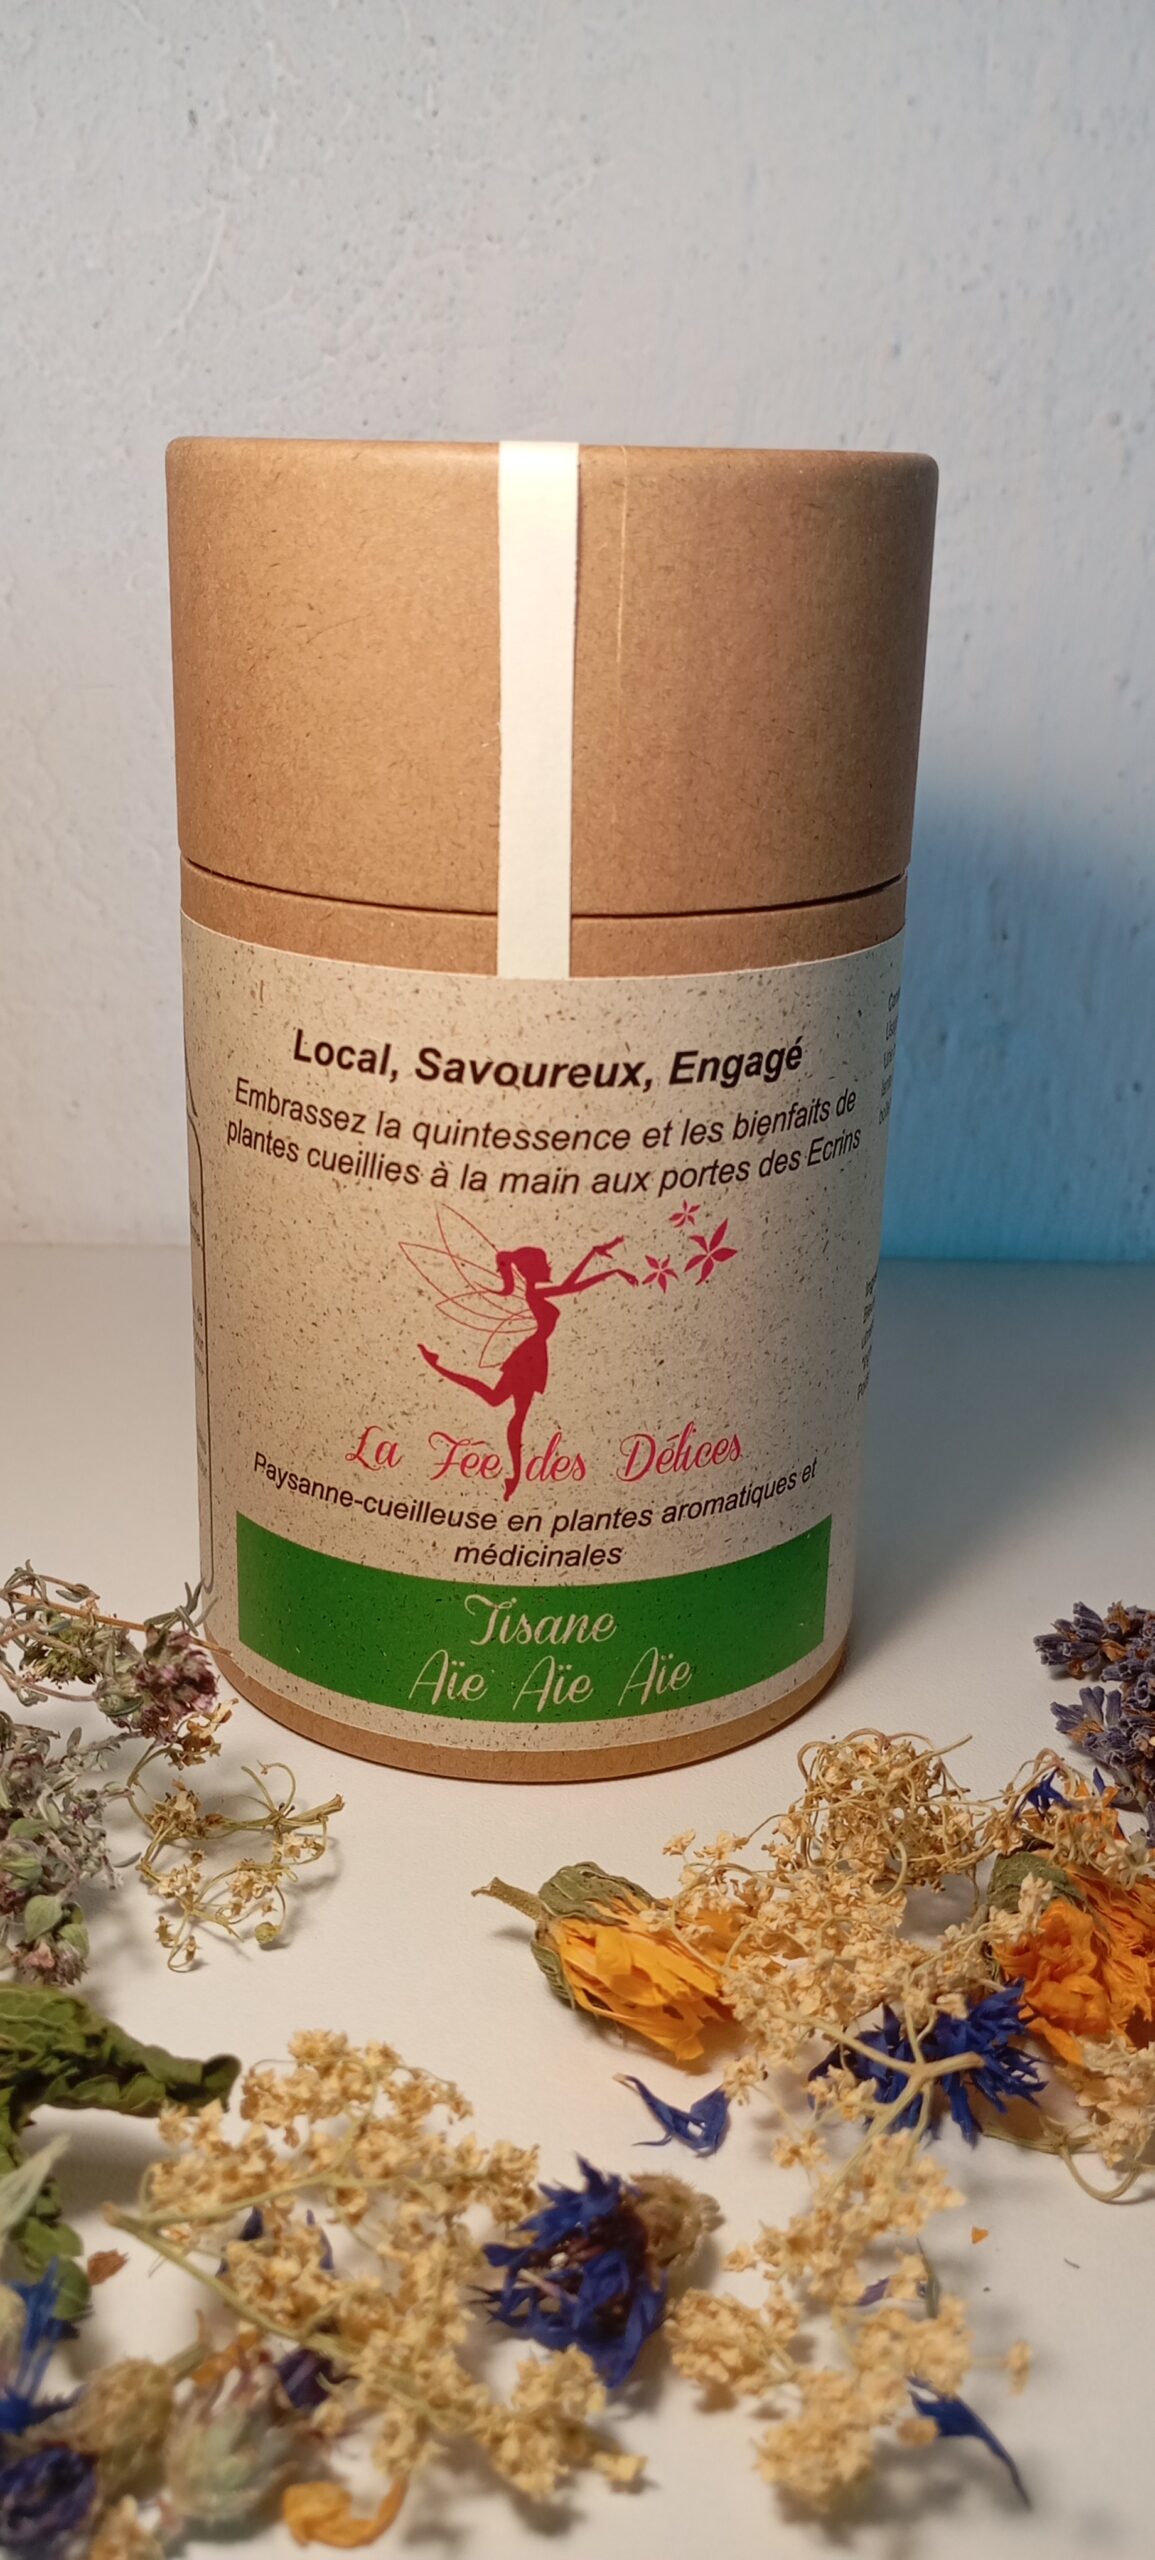 Local, Savoureux, Engagé
Embrassez la quintessence et les bienfaits de
plantes cueillies à la main aux portes des Ecrins
La Fée des Délices
Paysanne-cueilleuse en plantes aromatiques et
médicinales
Tisane
Aïe Aïe Aïe